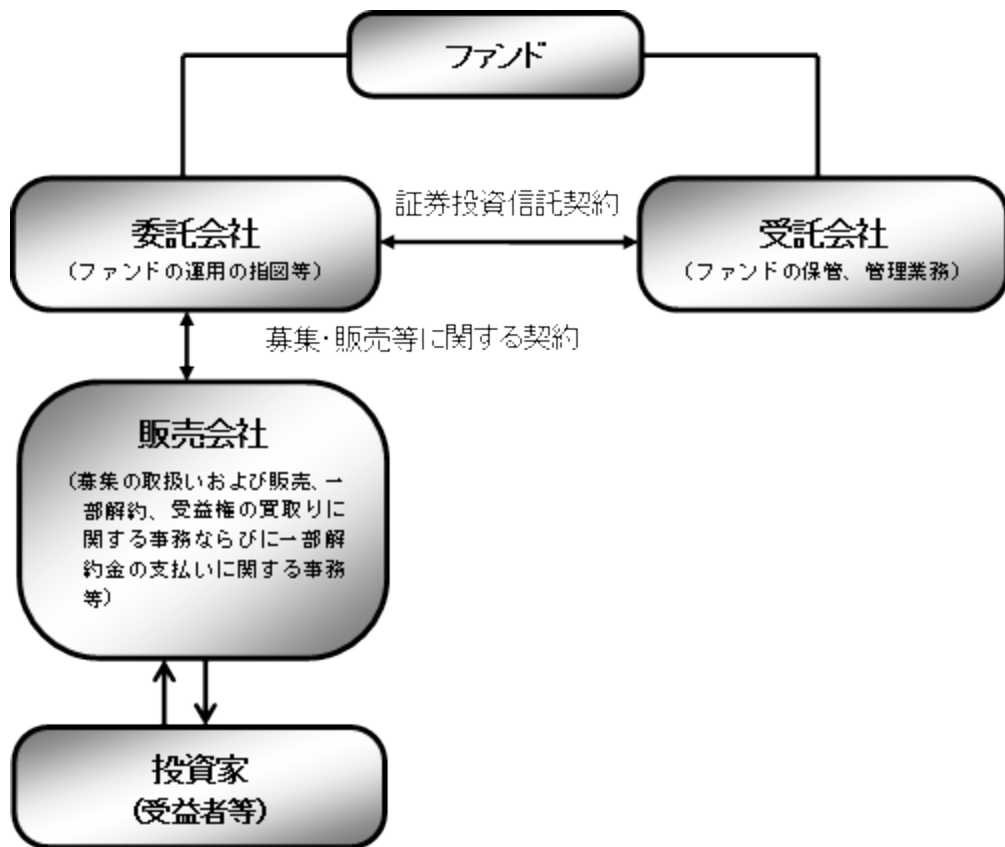 ファンド
証券投資信託契約
委託会社
（ファンドの運用の指図等）
受託会社
（ファンドの保管、管理業務）
募集･販売等に関する契約
販売会社
（募集の取扱いおよび販売、一
部解約、受益権の買取りに
関する事務ならびに一部解
約金の支払いに関する事務
等）
投資家
（受益者等）